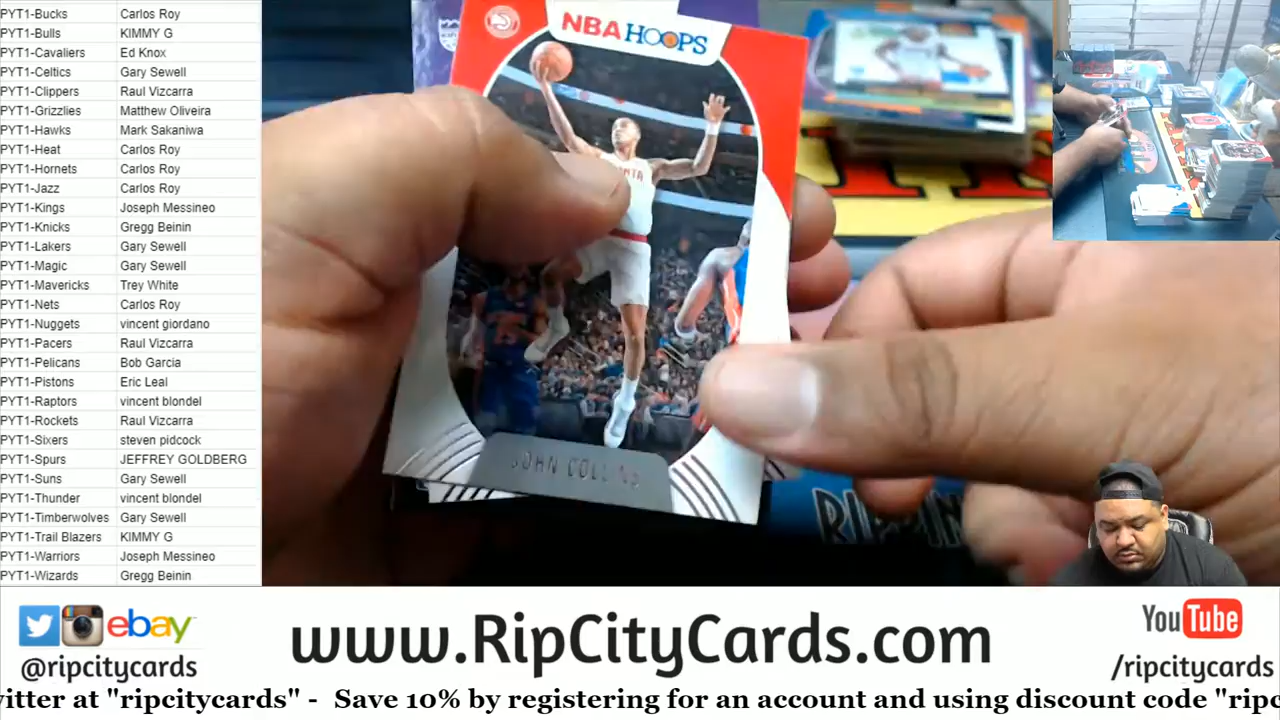 PYT1-Bucks Carlos Roy
PYT1-Bulls KIMMY G
PYT1-Cavaliers Ed Knox
PYT1-Celtics Gary Sewell
PYT1-Clippers Raul Vizcarra
PYT1-Grizzlies Matthew Oliveira
PYT1-Hawks Mark Sakaniwa
PYT1-Heat Carlos Roy
PYT1-Hornets Carlos Roy
PYT1-Jazz Carlos Roy
PYT1-Kings Joseph Messineo
PYT1-Knicks Gregg Beinin
PYT1-Lakers Gary Sewell
PYT1-Magic Gary Sewell
PYT1-Mavericks Trey White
PYT1-Nets Carlos Roy
PYT1-Nuggets vincent giordano
PYT1-Pacers Raul Vizcarra
PYT1-Pelicans Bob Garcia
PYT1-Pistons Eric Leal
PYT1-Raptors vincent blondel
PYT1-Rockets Raul Vizcarra
PYT1-Sixers steven pidcock
PYT1-Spurs JEFFREY GOLDBERG
PYT1-Suns Gary Sewell
PYT1-Thunder vincent blondel
PYT1-Timberwolves Gary Sewell
PYT1-Trail Blazers KIMMY G
PYT1-Warriors Joseph Messineo
PYT1-Wizards Gregg Beinin
NBA HOOPS
JOHN COLLINS
ebay
@ripcitycards
www.RipCityCards.com
YouTube
/ripcitycards
witter at "ripcitycards" - Save 10% by registering for an account and using discount code "ripc